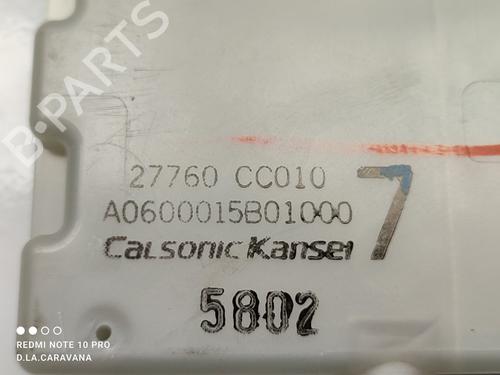 B-PARTS
27760 CC010 7
A0600015B01000
CALSONIC KANSEI
5802
REDMI NOTE 10 PRO
D.LA.CARAVANA